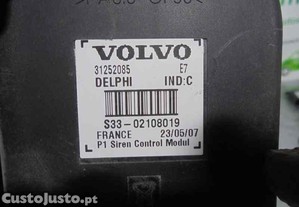 VOLVO
31252085 E7
DELPHI IND:C
S33-02108019
FRANCE 23/05/07
P1 Siren Control Modul
CustoJusto.pt